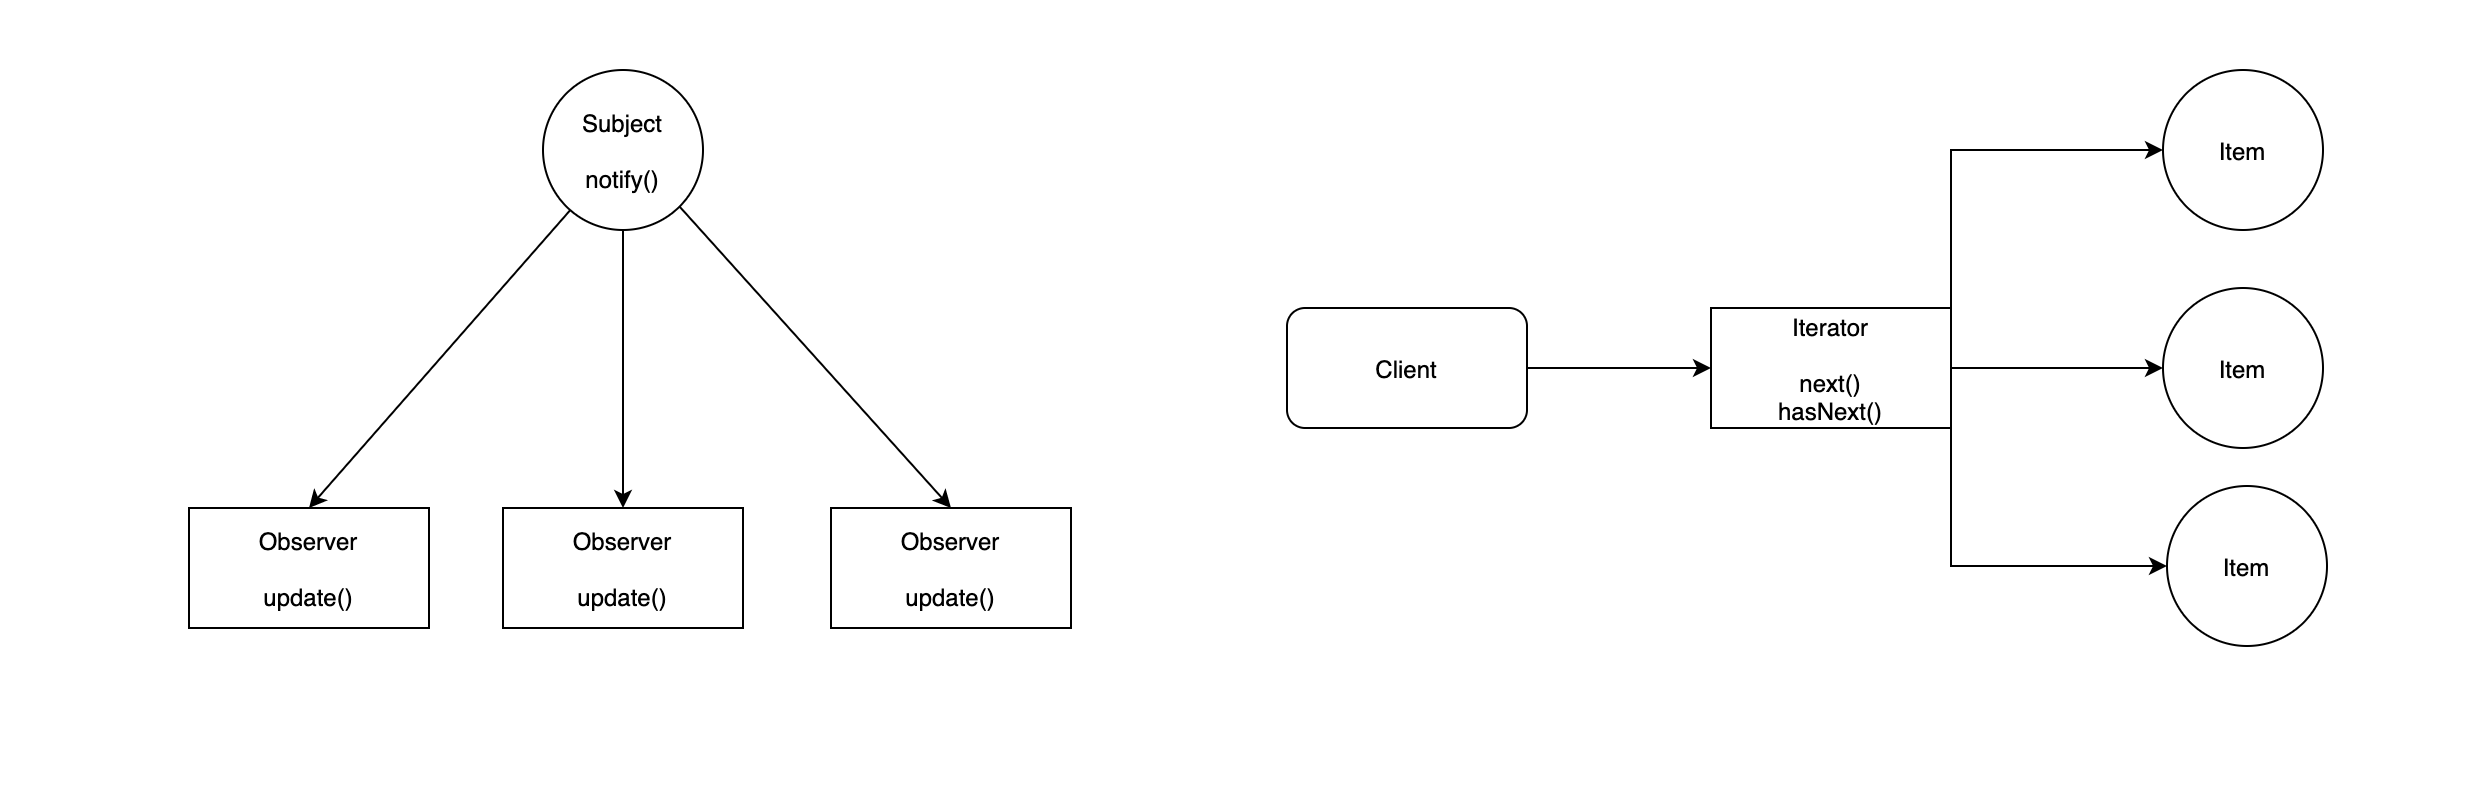 Subject
notify()
Observer
update()
Observer
update()
Observer
update()
Client
Iterator
next()
hasNext()
Item
Item
Item